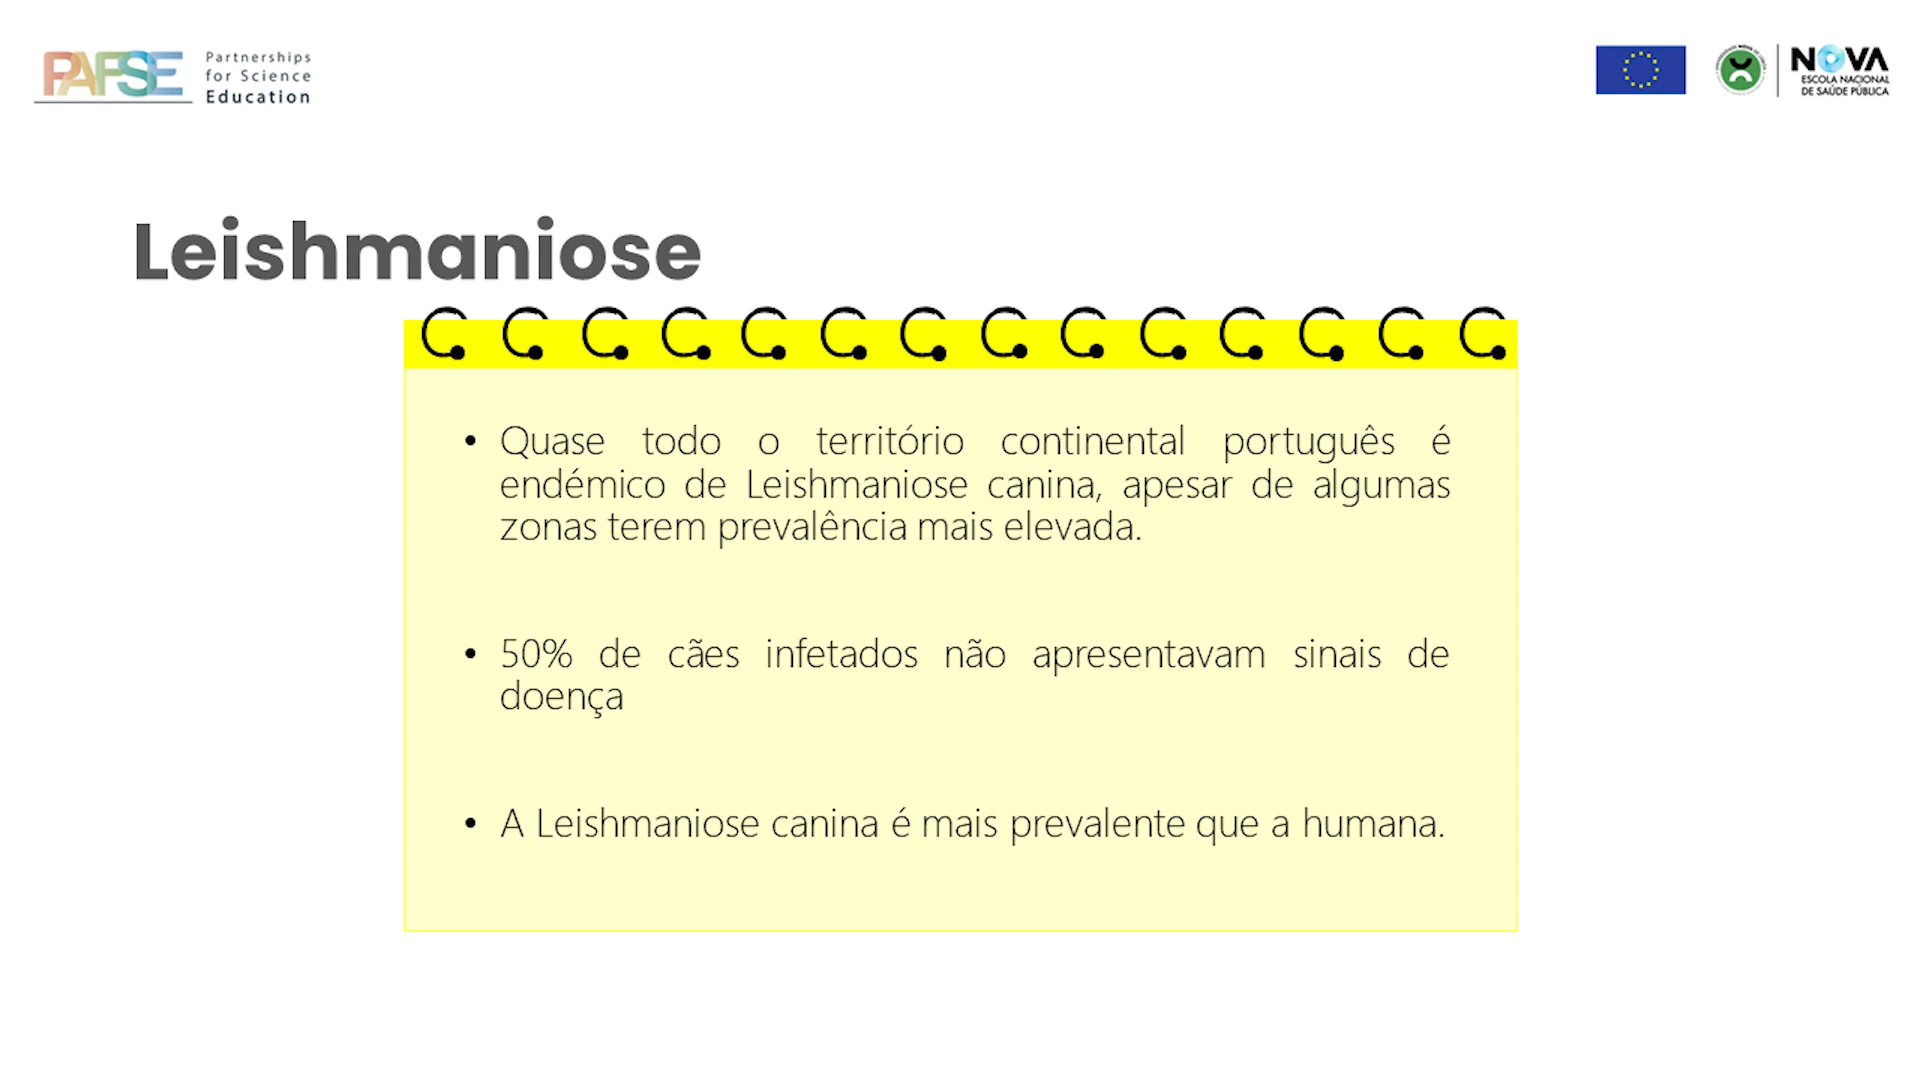 PAFSE
Partnerships
for Science
Education
NOVA
ESCOLA NACIONAL
DE SAÚDE PÚBLICA
Leishmaniose
• Quase todo o território continental português é
endémico de Leishmaniose canina, apesar de algumas
zonas terem prevalência mais elevada.
• 50% de cães infetados não apresentavam sinais de
doença
• A Leishmaniose canina é mais prevalente que a humana.